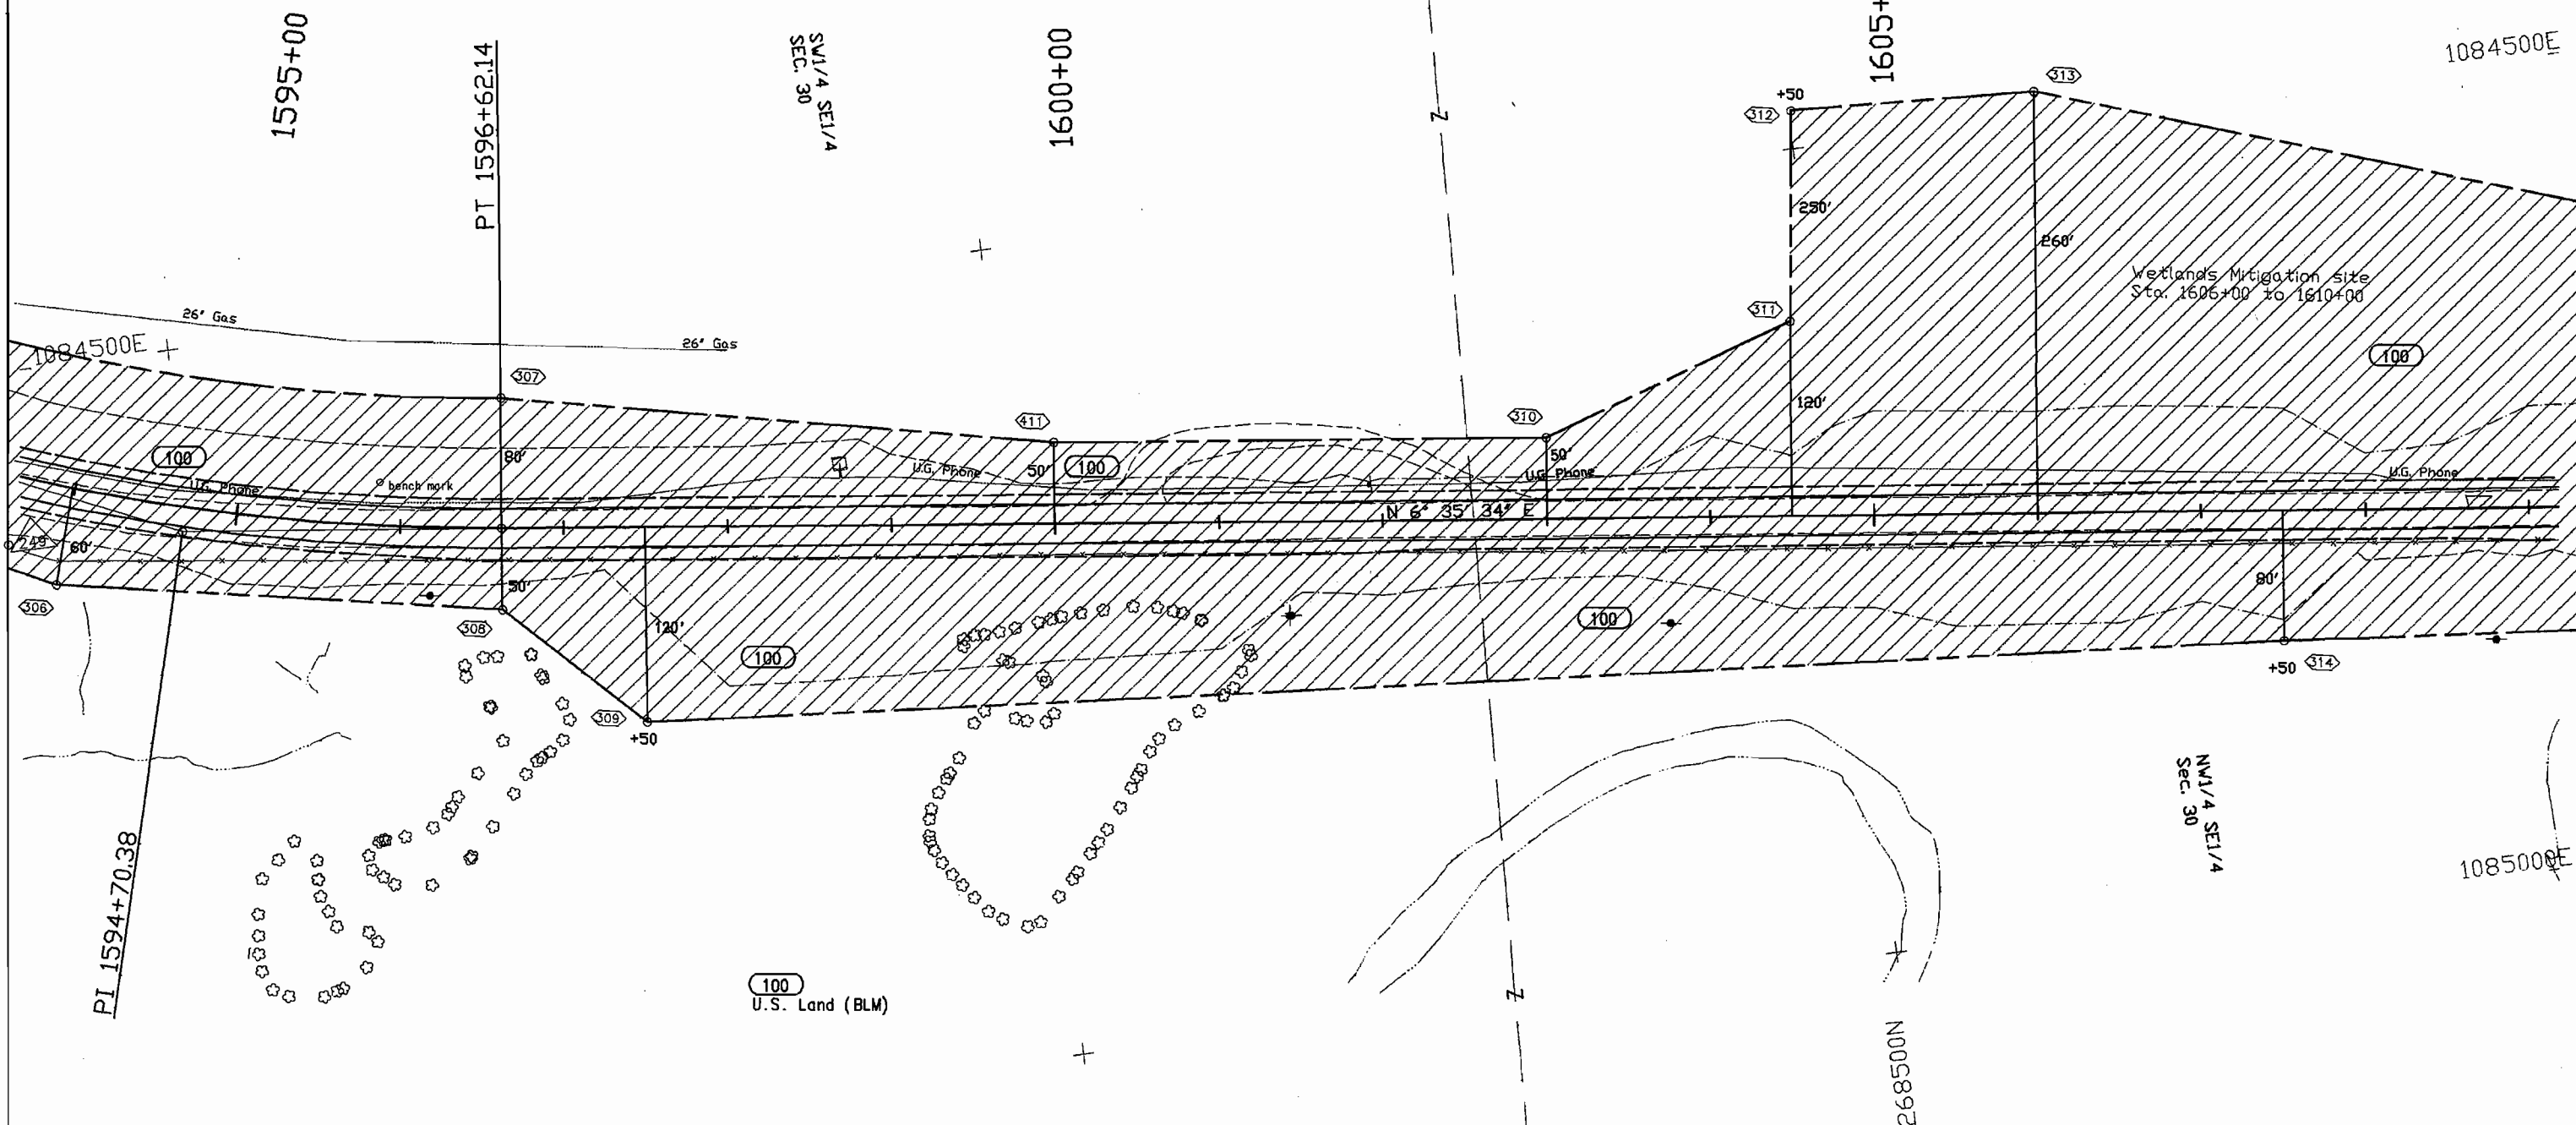 1595+00
PT 1596+62.14
SW1/4 SE1/4
SEC. 30
1600+00
1605+
1084500E
313
+50
312
250'
260'
Wetlands Mitigation site
Sta. 1606+00 to 1610+00
311
26" Gas
26" Gas
1084500E
100
307
411
310
120'
100
80'
U.G. Phone
50'
100
50'
U.G. Phone
U.G. Phone
U.G. Phone
bench mark
N 6° 35' 34" E
249
60'
50'
80'
306
308
120'
100
100
309
+50
+50
314
NW1/4 SE1/4
Sec. 30
1085000E
PI 1594+70.38
100
U.S. Land (BLM)
268500N